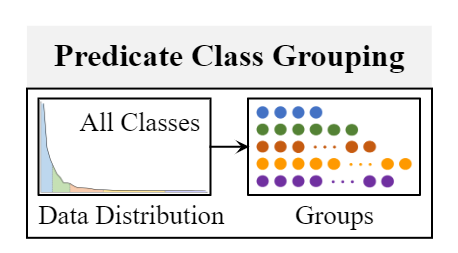 Predicate Class Grouping
All Classes
Data Distribution
Groups